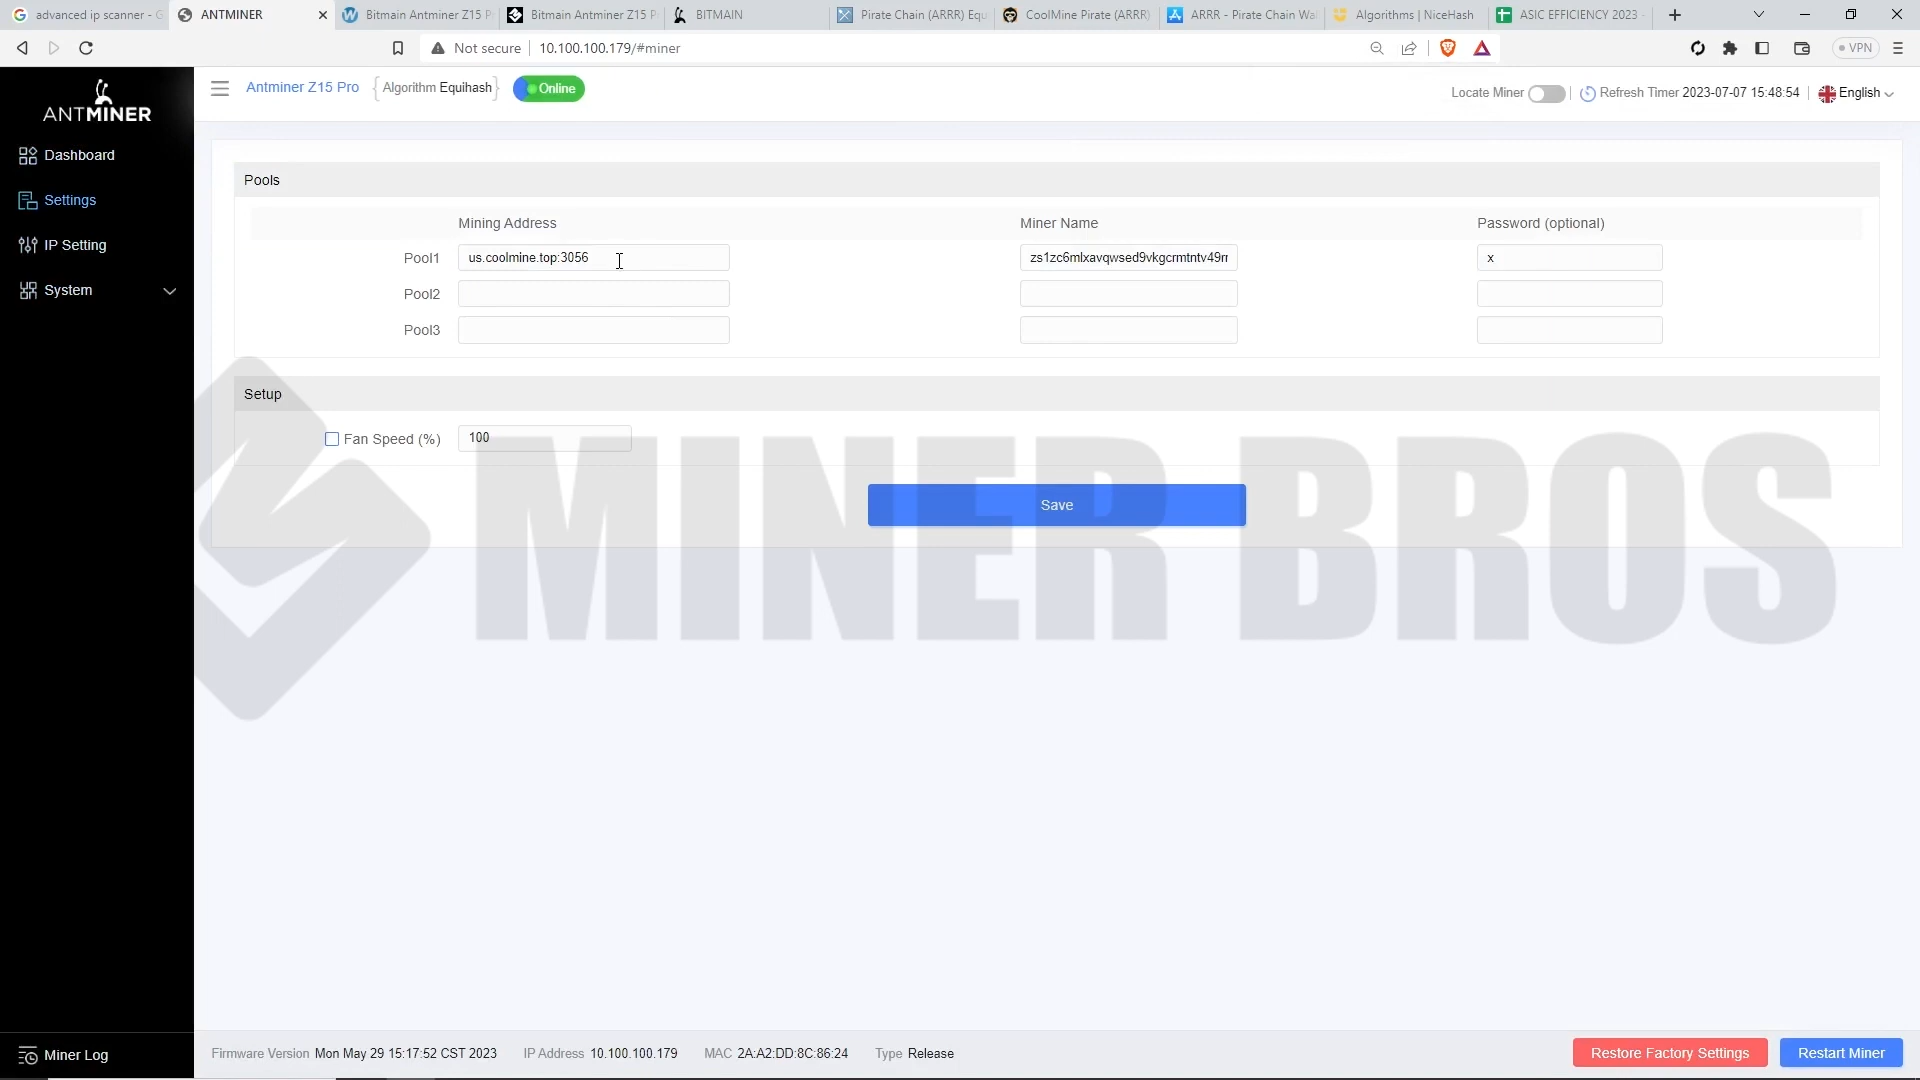 advanced ip scanner - G
ANTMINER
Bitmain Antminer Z15 P
Bitmain Antminer Z15 P
BITMAIN
Pirate Chain (ARRR) Equ
CoolMine Pirate (ARRR)
ARRR - Pirate Chain Wa
Algorithms | NiceHash
ASIC EFFICIENCY 2023 -
Not secure
10.100.100.179/#miner
VPN
ANTMINER
Antminer Z15 Pro
Algorithm Equihash
Online
Locate Miner
Refresh Timer 2023-07-07 15:48:54
English
Dashboard
Settings
IP Setting
System
Pools
Mining Address
Miner Name
Password (optional)
Pool1
us.coolmine.top:3056
zs1zc6mlxavqwsed9vkgcrmtntv49rr
x
Pool2
Pool3
Setup
Fan Speed (%)
100
Save
MINER BROS
Miner Log
Firmware Version Mon May 29 15:17:52 CST 2023
IP Address 10.100.100.179
MAC 2A:A2:DD:8C:86:24
Type Release
Restore Factory Settings
Restart Miner